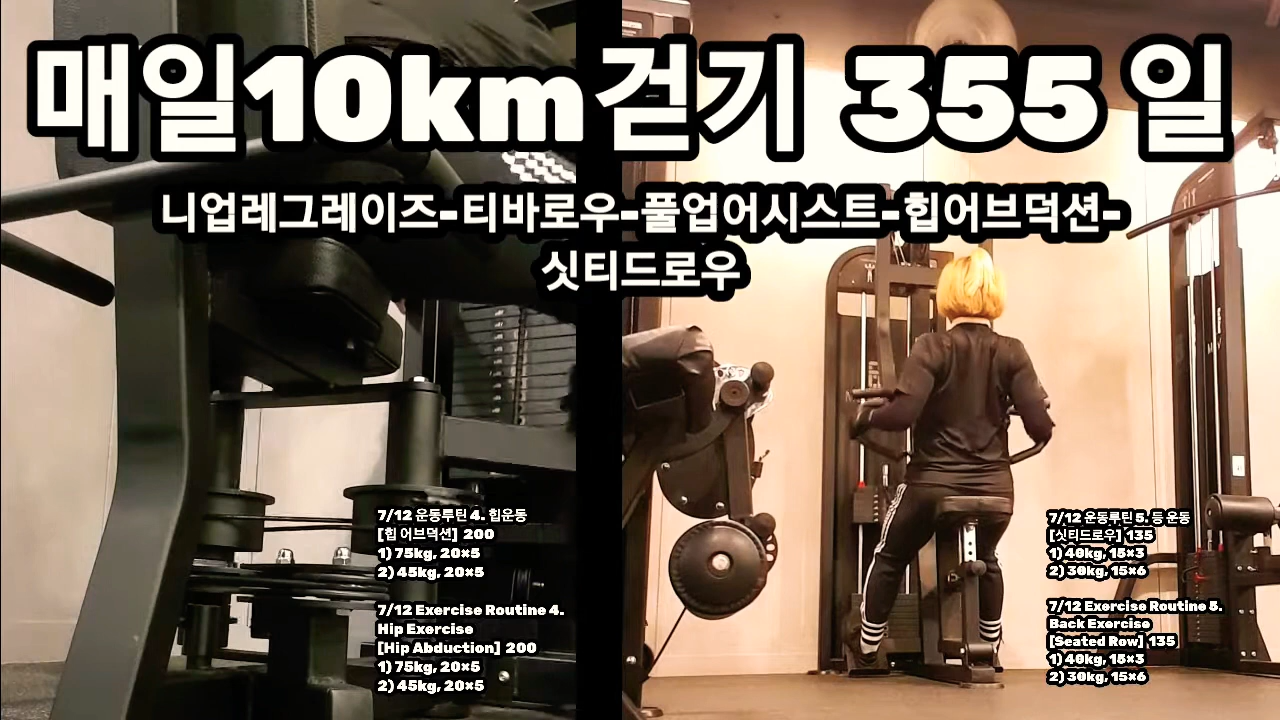 매일10km걷기 355 일
니업레그레이즈-티바로우-풀업어시스트-힙어브덕션-
싯티드로우
7/12 운동루틴 4. 힙운동
[힙 어브덕션] 200
1) 75kg, 20×5
2) 45kg, 20×5
7/12 Exercise Routine 4.
Hip Exercise
[Hip Abduction] 200
1) 75kg, 20×5
2) 45kg, 20×5
7/12 운동루틴 5. 등 운동
[싯티드로우] 135
1) 40kg, 15×3
2) 30kg, 15×6
7/12 Exercise Routine 5.
Back Exercise
[Seated Row] 135
1) 40kg, 15×3
2) 30kg, 15×6